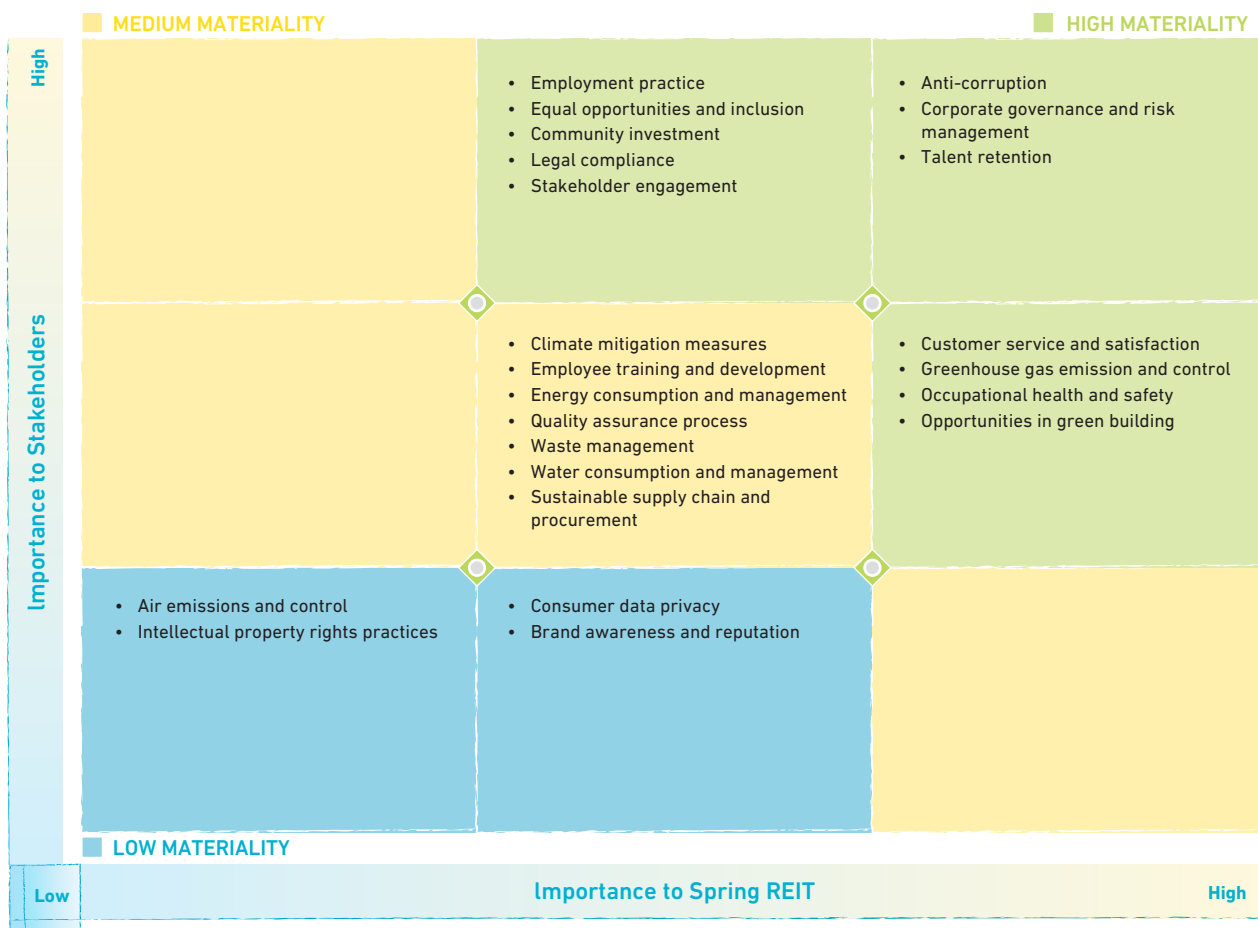 MEDIUM MATERIALITY
HIGH MATERIALITY
High
Importance to Stakeholders
• Employment practice
• Equal opportunities and inclusion
• Community investment
• Legal compliance
• Stakeholder engagement
• Anti-corruption
• Corporate governance and risk
management
• Talent retention
• Climate mitigation measures
• Employee training and development
• Energy consumption and management
• Quality assurance process
• Waste management
• Water consumption and management
• Sustainable supply chain and
procurement
• Customer service and satisfaction
• Greenhouse gas emission and control
• Occupational health and safety
• Opportunities in green building
• Air emissions and control
• Intellectual property rights practices
• Consumer data privacy
• Brand awareness and reputation
LOW MATERIALITY
Low
Importance to Spring REIT
High